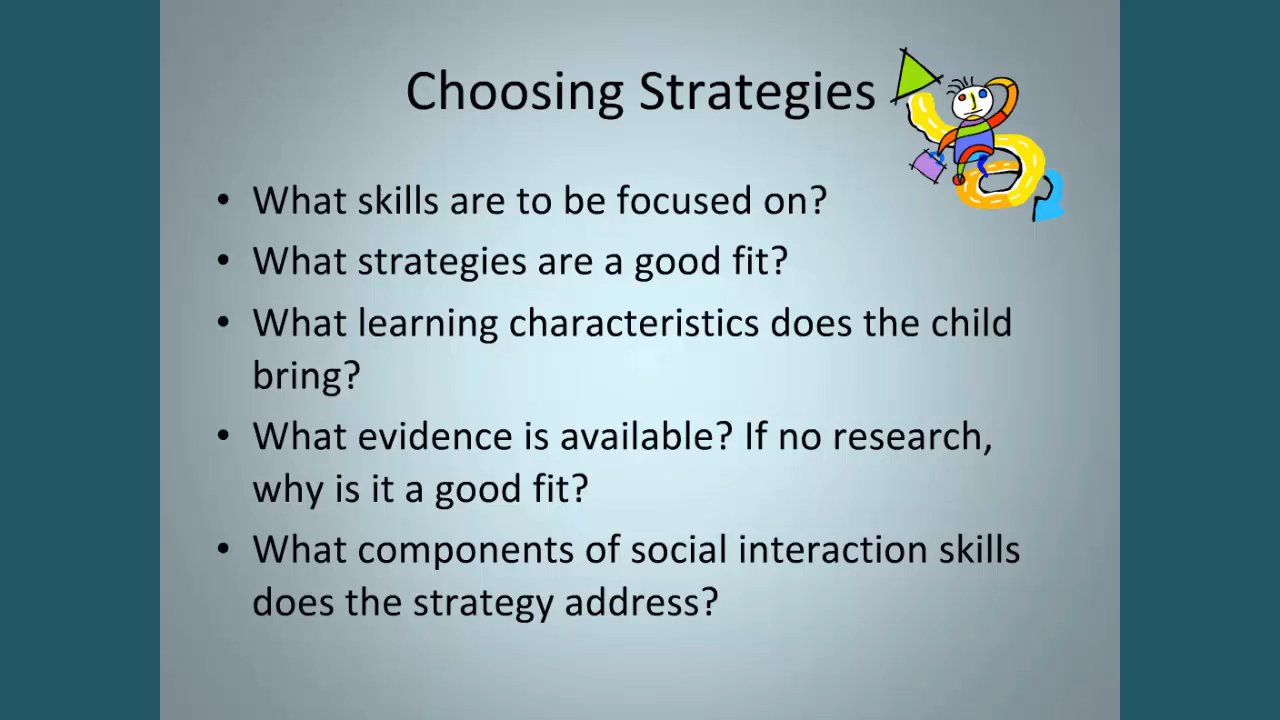 Choosing Strategies
• What skills are to be focused on?
• What strategies are a good fit?
• What learning characteristics does the child
bring?
• What evidence is available? If no research,
why is it a good fit?
• What components of social interaction skills
does the strategy address?